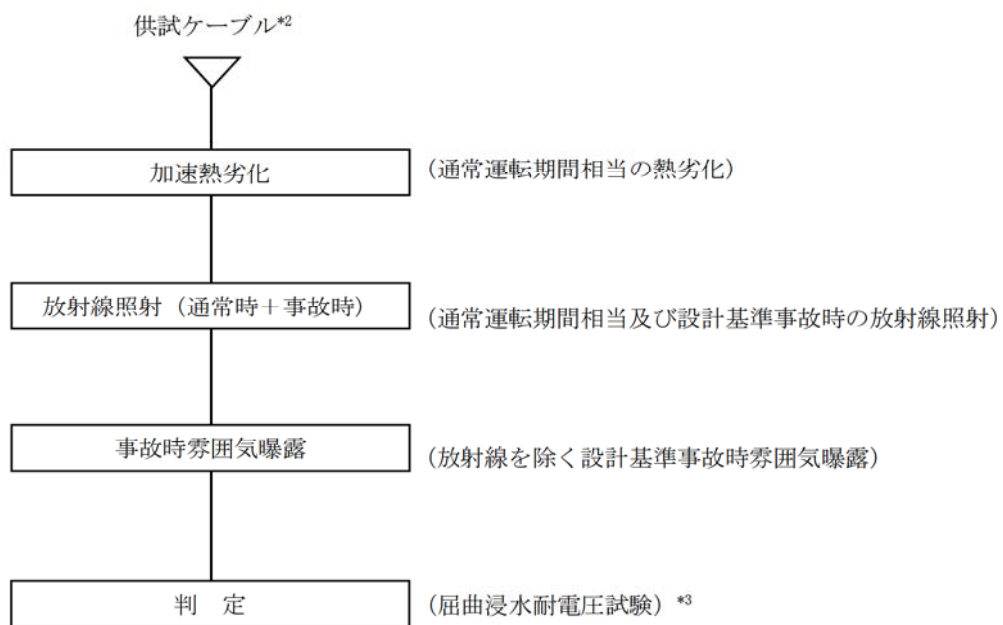 供試ケーブル*2
加速熱劣化
(通常運転期間相当の熱劣化)
放射線照射（通常時＋事故時）
(通常運転期間相当及び設計基準事故時の放射線照射)
事故時雰囲気曝露
(放射線を除く設計基準事故時雰囲気曝露)
判　定
(屈曲浸水耐電圧試験) *3